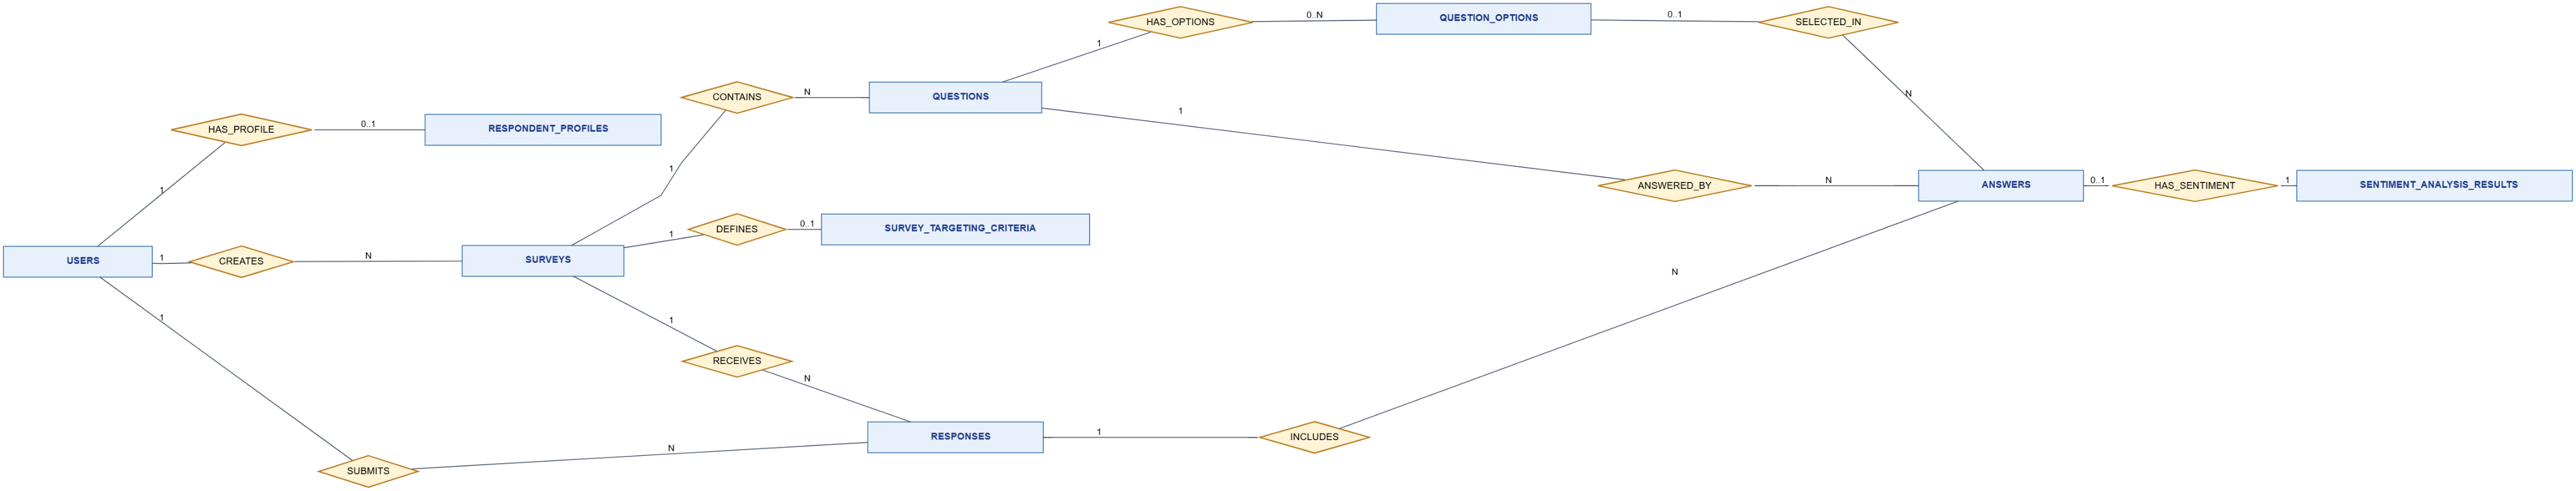 HAS_OPTIONS
0..N
QUESTION_OPTIONS
0..1
SELECTED_IN
1
N
CONTAINS
N
QUESTIONS
1
HAS_PROFILE
0..1
RESPONDENT_PROFILES
1
1
ANSWERED_BY
N
ANSWERS
0..1
HAS_SENTIMENT
1
SENTIMENT_ANALYSIS_RESULTS
1
DEFINES
0..1
SURVEY_TARGETING_CRITERIA
USERS
1
CREATES
N
SURVEYS
N
1
1
RECEIVES
N
RESPONSES
1
INCLUDES
N
SUBMITS